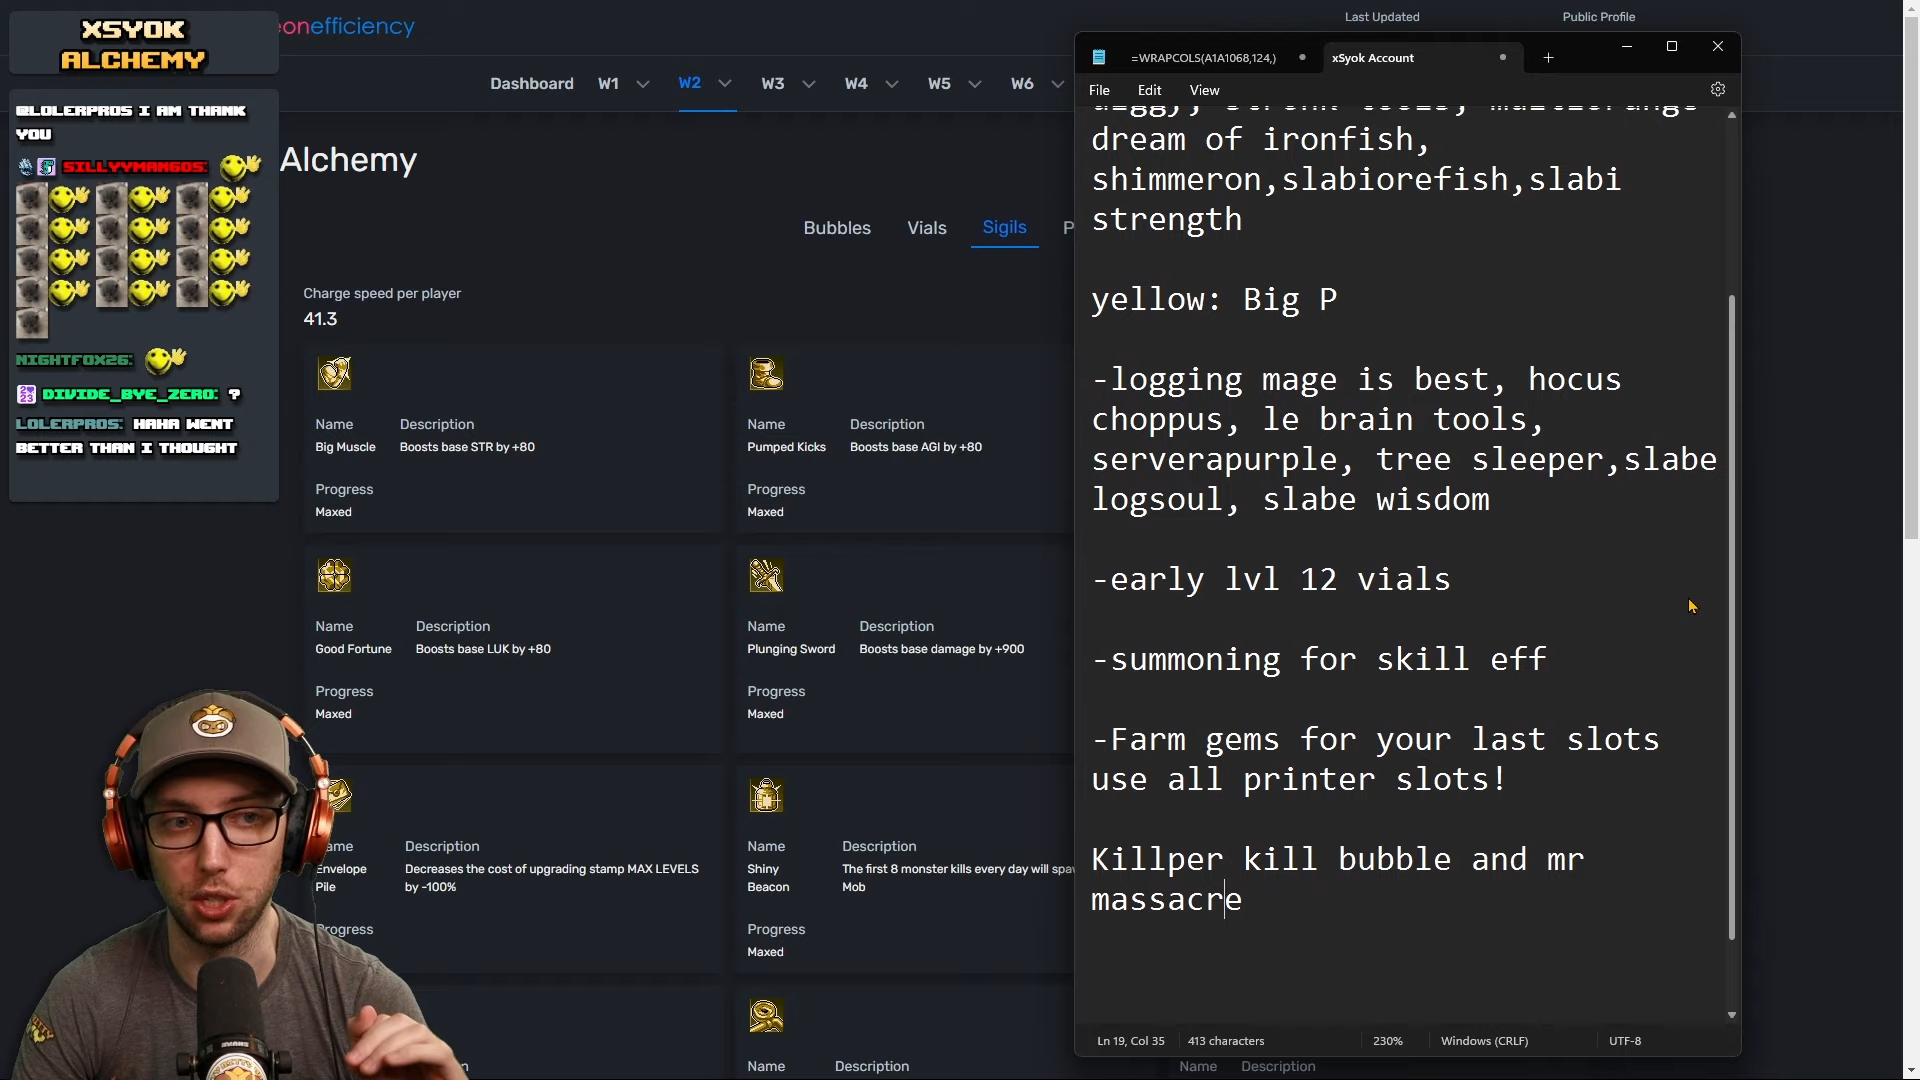 XSYOK
ALCHEMY
@LOLERPROS I AM THANK
YOU
SILLYYMANGOS:
NIGHTFOX26:
DIVIDE_BYE_ZERO: ?
LOLERPROS: HAHA WENT
BETTER THAN I THOUGHT
onefficiency
Last Updated
Public Profile
Dashboard W1 W2 W3 W4 W5 W6
Alchemy
Bubbles Vials Sigils P
Charge speed per player
41.3
Name Description
Big Muscle Boosts base STR by +80
Progress
Maxed
Name Description
Pumped Kicks Boosts base AGI by +80
Progress
Maxed
Name Description
Good Fortune Boosts base LUK by +80
Progress
Maxed
Name Description
Plunging Sword Boosts base damage by +900
Progress
Maxed
ame Description
Envelope Decreases the cost of upgrading stamp MAX LEVELS
Pile by -100%
rogress
Name Description
Shiny The first 8 monster kills every day will spaw
Beacon Mob
Progress
Maxed
Name Description
Name Description
=WRAPCOLS(A1A1068,124,)
xSyok Account
File Edit View
dream of ironfish,
shimmeron,slabiorefish,slabi
strength
yellow: Big P
-logging mage is best, hocus
choppus, le brain tools,
serverapurple, tree sleeper,slabe
logsoul, slabe wisdom
-early lvl 12 vials
-summoning for skill eff
-Farm gems for your last slots
use all printer slots!
Killper kill bubble and mr
massacre
Ln 19, Col 35 413 characters 230% Windows (CRLF) UTF-8